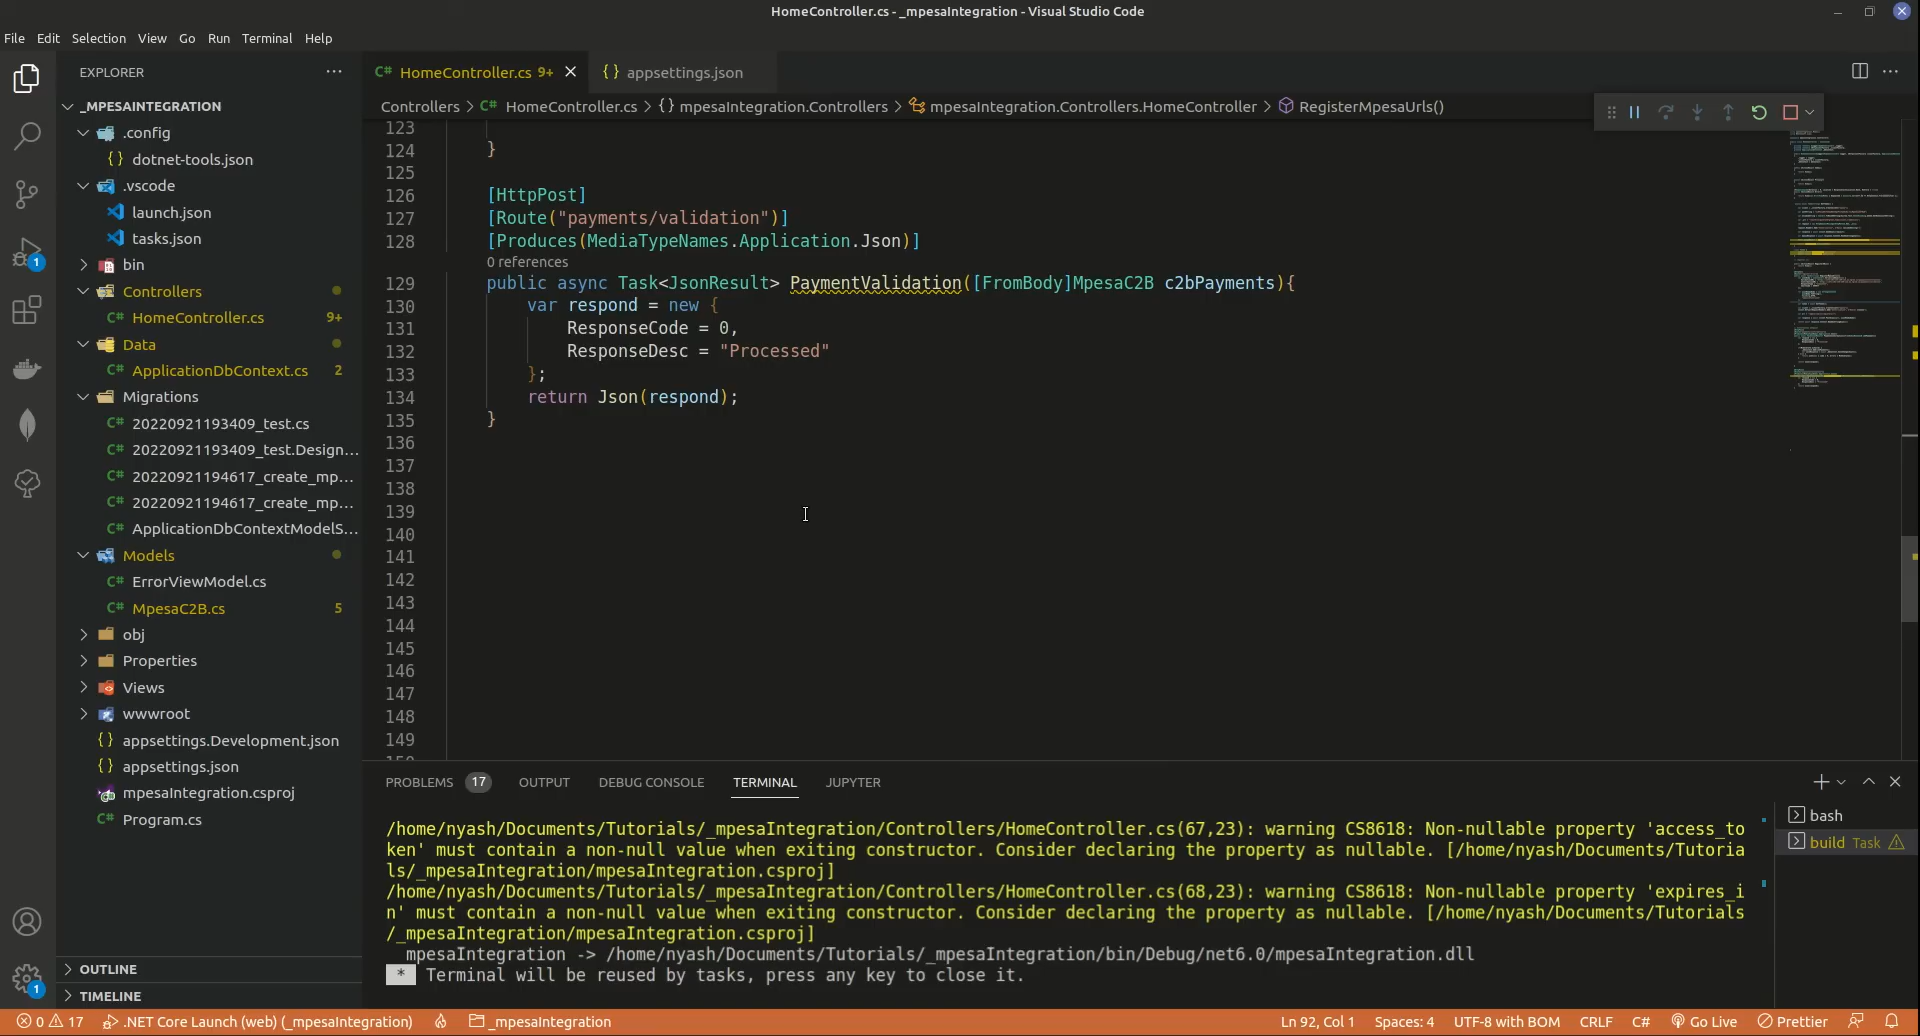 HomeController.cs - _mpesaIntegration - Visual Studio Code
File Edit Selection View Go Run Terminal Help
EXPLORER
_MPESAINTEGRATION
.config
{} dotnet-tools.json
.vscode
launch.json
tasks.json
bin
Controllers
C# HomeController.cs 9+
Data
C# ApplicationDbContext.cs 2
Migrations
C# 20220921193409_test.cs
C# 20220921193409_test.Design...
C# 20220921194617_create_mp...
C# 20220921194617_create_mp...
C# ApplicationDbContextModelS...
Models
C# ErrorViewModel.cs
C# MpesaC2B.cs 5
obj
Properties
Views
wwwroot
{} appsettings.Development.json
{} appsettings.json
mpesaIntegration.csproj
C# Program.cs
OUTLINE
TIMELINE
1
1
C# HomeController.cs 9+
{} appsettings.json
Controllers > C# HomeController.cs > {} mpesaIntegration.Controllers > mpesaIntegration.Controllers.HomeController > RegisterMpesaUrls()
123
124 }
125
126 [HttpPost]
127 [Route("payments/validation")]
128 [Produces(MediaTypeNames.Application.Json)]
0 references
129 public async Task<JsonResult> PaymentValidation([FromBody]MpesaC2B c2bPayments){
130 var respond = new {
131 ResponseCode = 0,
132 ResponseDesc = "Processed"
133 };
134 return Json(respond);
135 }
136
137
138
139
140
141
142
143
144
145
146
147
148
149
PROBLEMS 17 OUTPUT DEBUG CONSOLE TERMINAL JUPYTER
/home/nyash/Documents/Tutorials/_mpesaIntegration/Controllers/HomeController.cs(67,23): warning CS8618: Non-nullable property 'access_to
ken' must contain a non-null value when exiting constructor. Consider declaring the property as nullable. [/home/nyash/Documents/Tutoria
ls/_mpesaIntegration/mpesaIntegration.csproj]
/home/nyash/Documents/Tutorials/_mpesaIntegration/Controllers/HomeController.cs(68,23): warning CS8618: Non-nullable property 'expires_i
n' must contain a non-null value when exiting constructor. Consider declaring the property as nullable. [/home/nyash/Documents/Tutorials
/_mpesaIntegration/mpesaIntegration.csproj]
mpesaIntegration -> /home/nyash/Documents/Tutorials/_mpesaIntegration/bin/Debug/net6.0/mpesaIntegration.dll
* Terminal will be reused by tasks, press any key to close it.
bash
build Task
0 17 .NET Core Launch (web) (_mpesaIntegration) _mpesaIntegration Ln 92, Col 1 Spaces: 4 UTF-8 with BOM CRLF C# Go Live Prettier